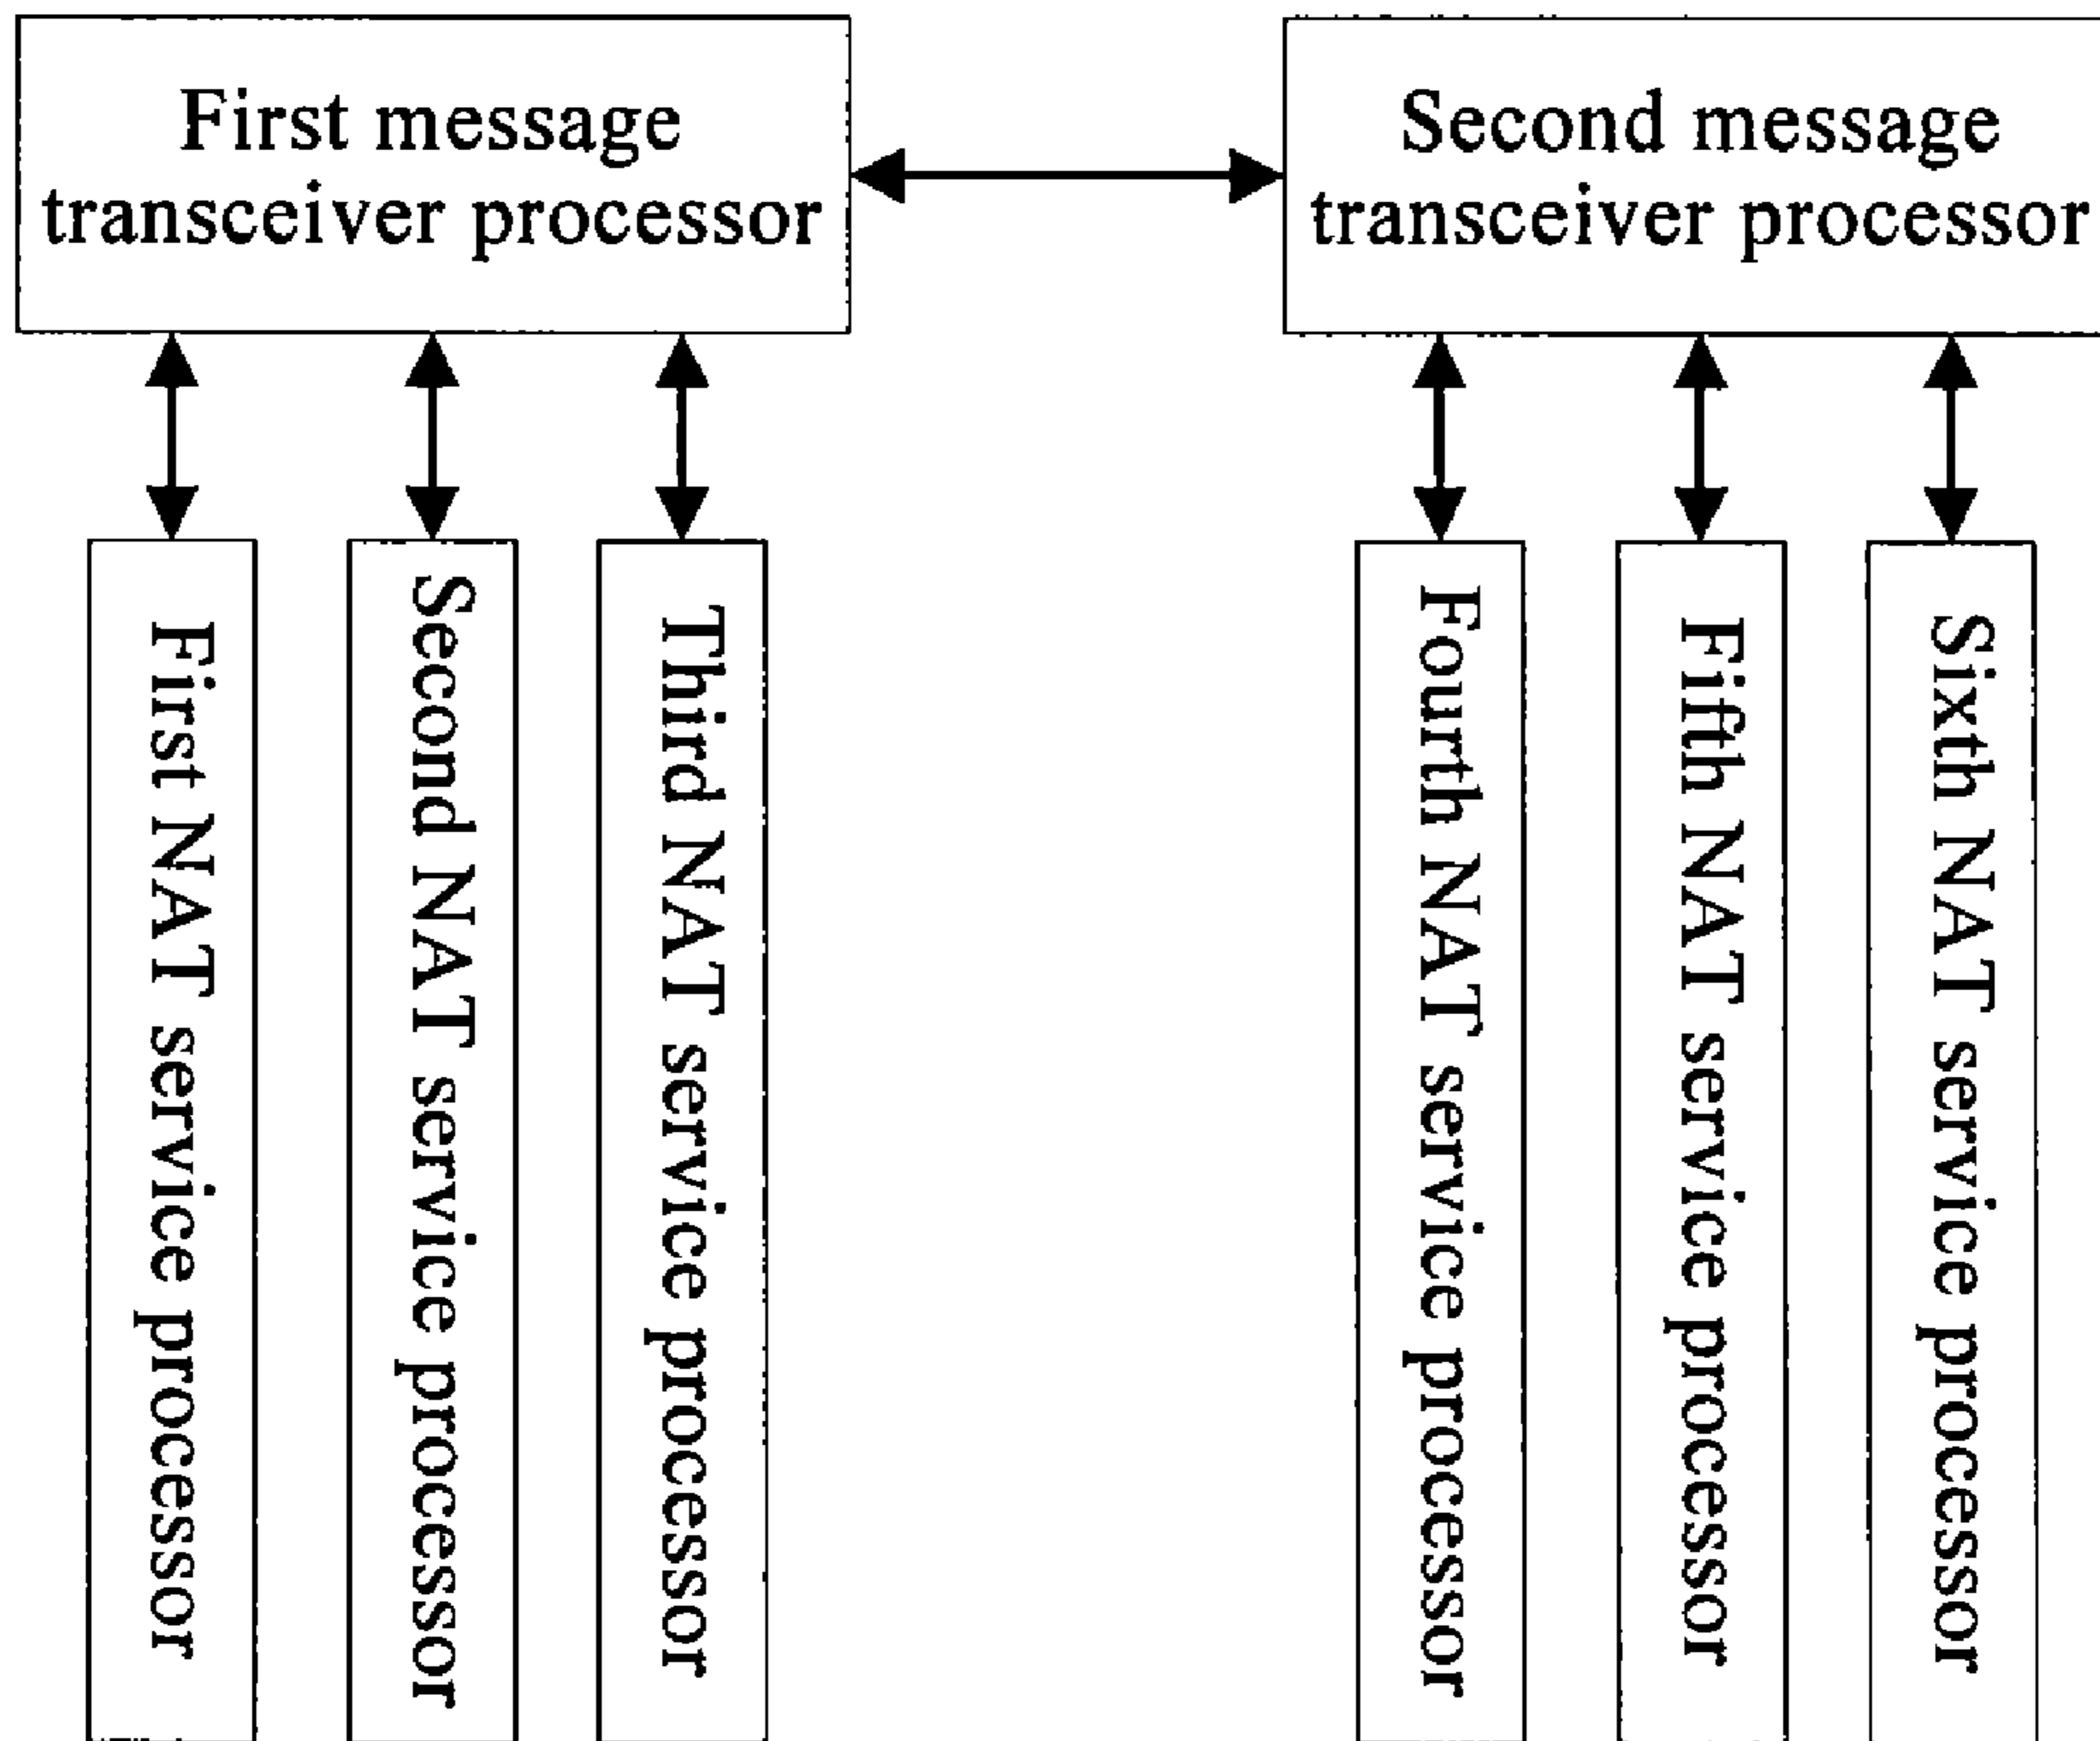 First message
transceiver processor
Second message
transceiver processor
First NAT service processor
Second NAT service processor
Third NAT service processor
Fourth NAT service processor
Fifth NAT service processor
Sixth NAT service processor